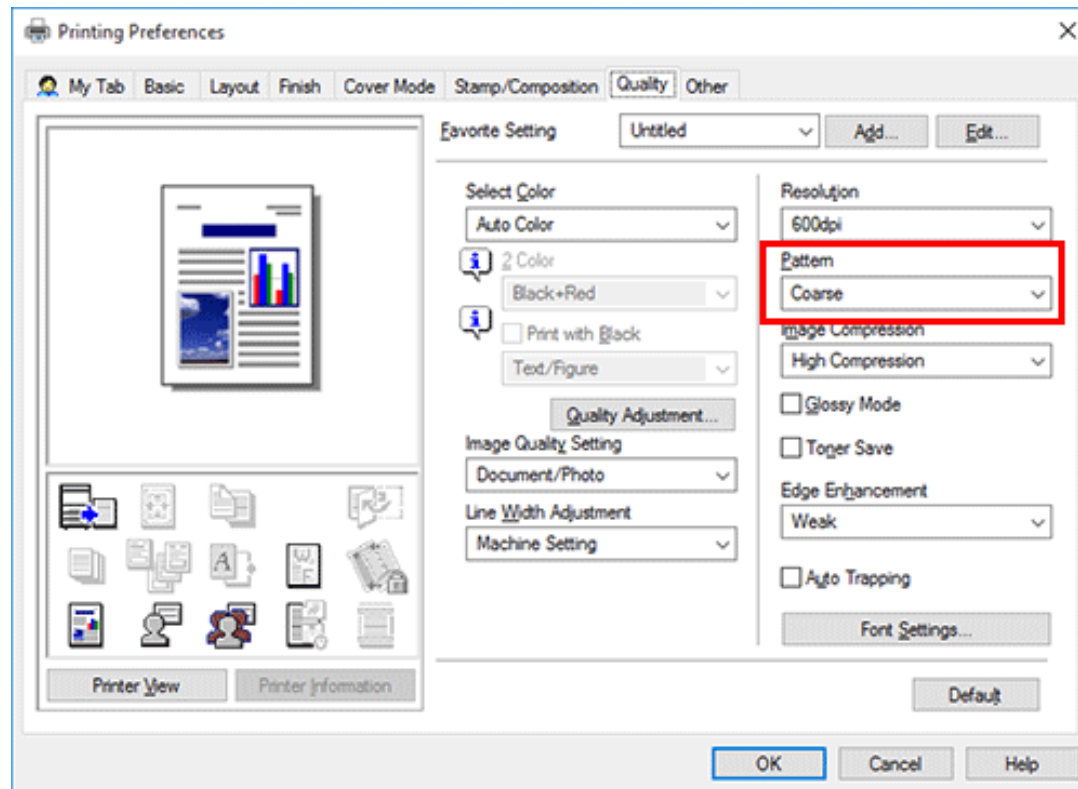 Printing Preferences
My Tab Basic Layout Finish Cover Mode Stamp/Composition Quality Other
Favorite Setting Untitled Add... Edit...
Select Color
Auto Color
2 Color
Black+Red
Print with Black
Text/Figure
Quality Adjustment...
Image Quality Setting
Document/Photo
Line Width Adjustment
Machine Setting
Resolution
600dpi
Pattern
Coarse
Image Compression
High Compression
Glossy Mode
Toner Save
Edge Enhancement
Weak
Auto Trapping
Font Settings...
Printer View Printer Information
Default
OK Cancel Help